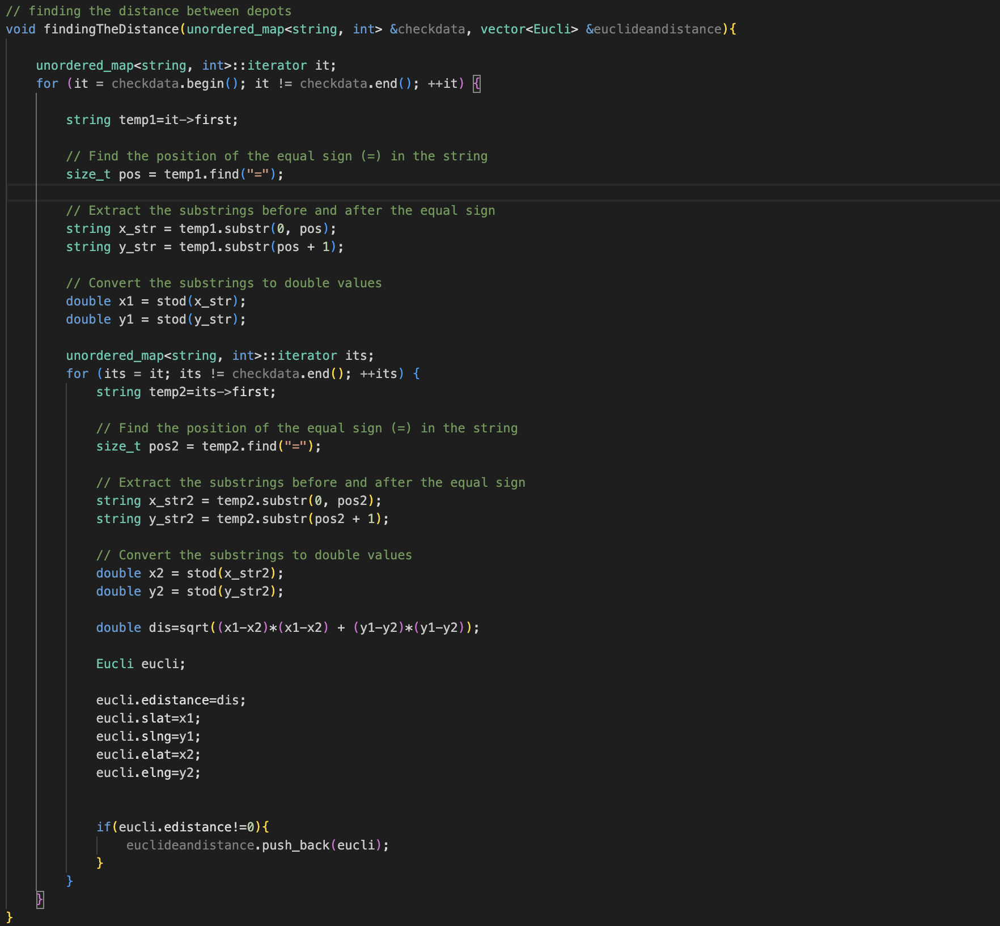 // finding the distance between depots
void findingTheDistance(unordered_map<string, int> &checkdata, vector<Eucli> &euclideandistance){
unordered_map<string, int>::iterator it;
for (it = checkdata.begin(); it != checkdata.end(); ++it) {
string temp1=it->first;
// Find the position of the equal sign (=) in the string
size_t pos = temp1.find("=");
// Extract the substrings before and after the equal sign
string x_str = temp1.substr(0, pos);
string y_str = temp1.substr(pos + 1);
// Convert the substrings to double values
double x1 = stod(x_str);
double y1 = stod(y_str);
unordered_map<string, int>::iterator its;
for (its = it; its != checkdata.end(); ++its) {
string temp2=its->first;
// Find the position of the equal sign (=) in the string
size_t pos2 = temp2.find("=");
// Extract the substrings before and after the equal sign
string x_str2 = temp2.substr(0, pos2);
string y_str2 = temp2.substr(pos2 + 1);
// Convert the substrings to double values
double x2 = stod(x_str2);
double y2 = stod(y_str2);
double dis=sqrt((x1-x2)*(x1-x2) + (y1-y2)*(y1-y2));
Eucli eucli;
eucli.edistance=dis;
eucli.slat=x1;
eucli.slng=y1;
eucli.elat=x2;
eucli.elng=y2;
if(eucli.edistance!=0){
euclideandistance.push_back(eucli);
}
}
}
}